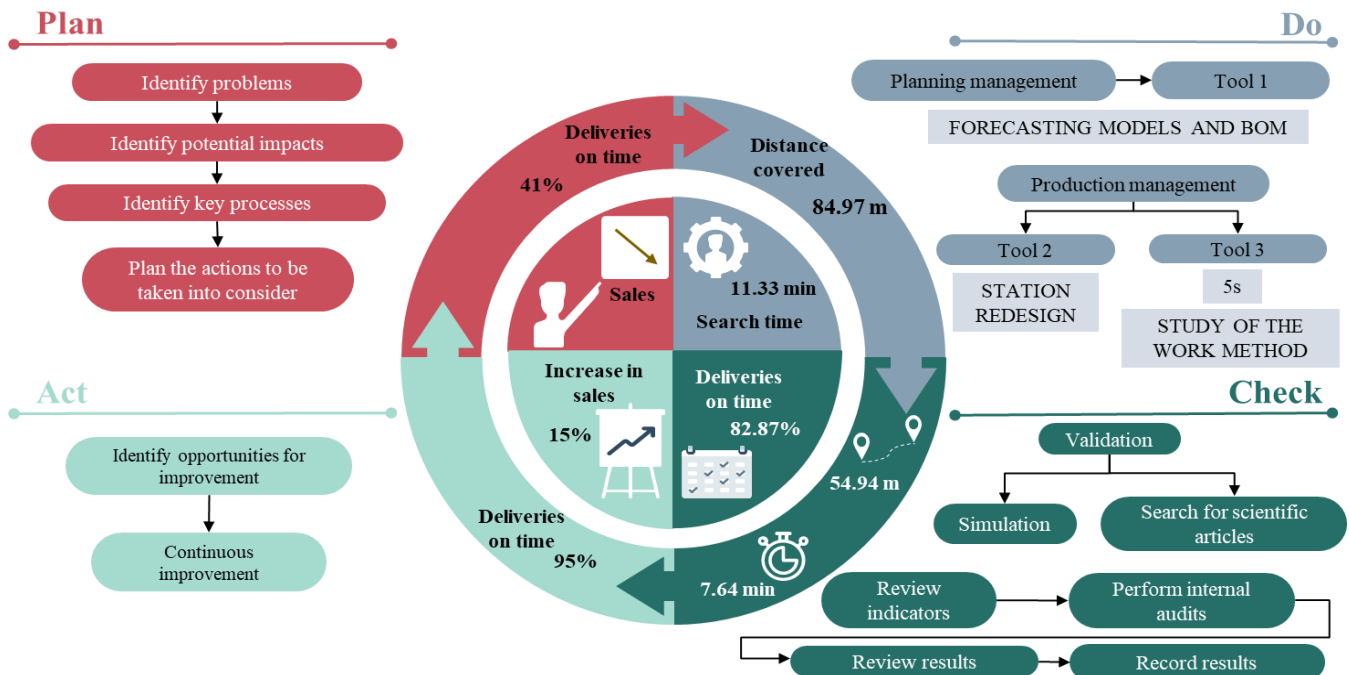 Plan
Identify problems
Identify potential impacts
Identify key processes
Plan the actions to be
taken into consider
Do
Planning management
Tool 1
FORECASTING MODELS AND BOM
Production management
Tool 2
STATION
REDESIGN
Tool 3
5s
STUDY OF THE
WORK METHOD
Deliveries
on time
41%
Distance
covered
84.97 m
Sales
11.33 min
Search time
Increase in
sales
15%
Deliveries
on time
82.87%
54.94 m
7.64 min
Deliveries
on time
95%
Act
Identify opportunities for
improvement
Continuous
improvement
Check
Validation
Simulation
Search for scientific
articles
Review
indicators
Perform internal
audits
Review results
Record results